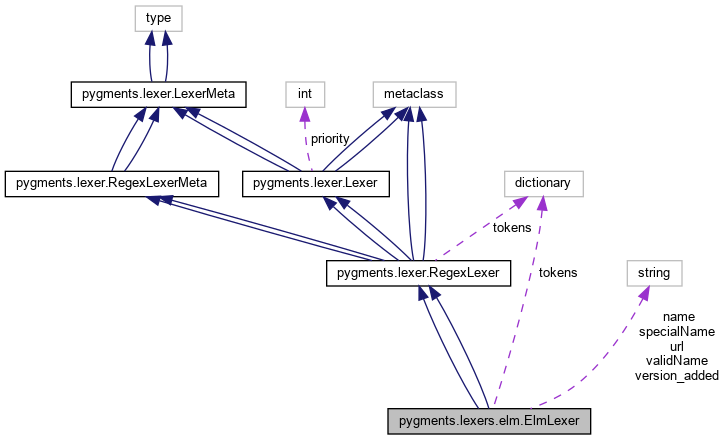 type
pygments.lexer.LexerMeta
int
metaclass
priority
pygments.lexer.RegexLexerMeta
pygments.lexer.Lexer
dictionary
tokens
pygments.lexer.RegexLexer
tokens
string
name
specialName
url
validName
version_added
pygments.lexers.elm.ElmLexer